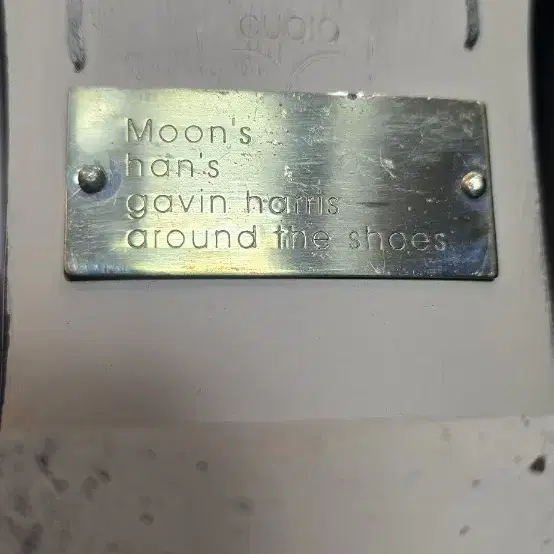 Moon's
han's
gavin harris
around the shoes